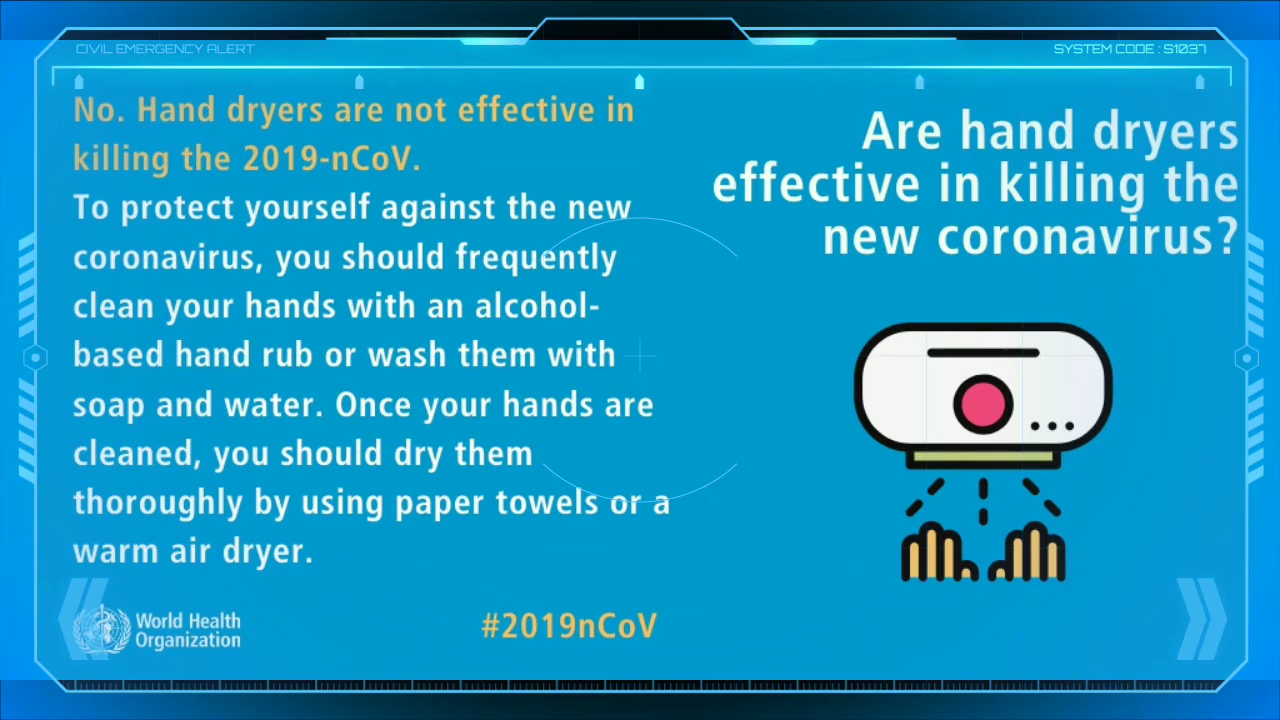 CIVIL EMERGENCY ALERT
SYSTEM CODE : S1037
No. Hand dryers are not effective in
killing the 2019-nCoV.
To protect yourself against the new
coronavirus, you should frequently
clean your hands with an alcohol-
based hand rub or wash them with
soap and water. Once your hands are
cleaned, you should dry them
thoroughly by using paper towels or a
warm air dryer.
Are hand dryers
effective in killing the
new coronavirus?
World Health
Organization
#2019nCoV